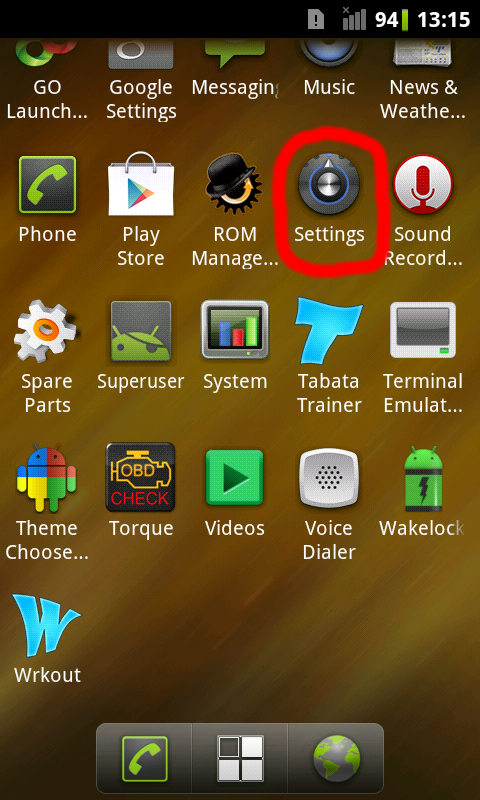 94 13:15
GO Google Messaging Music News &
Launch... Settings Weathe...
Phone Play ROM Settings Sound
Store Manage... Record...
Spare Superuser System Tabata Terminal
Parts Trainer Emulat...
OBD
CHECK
Theme Torque Videos Voice Wakelock
Choose... Dialer
Wrkout